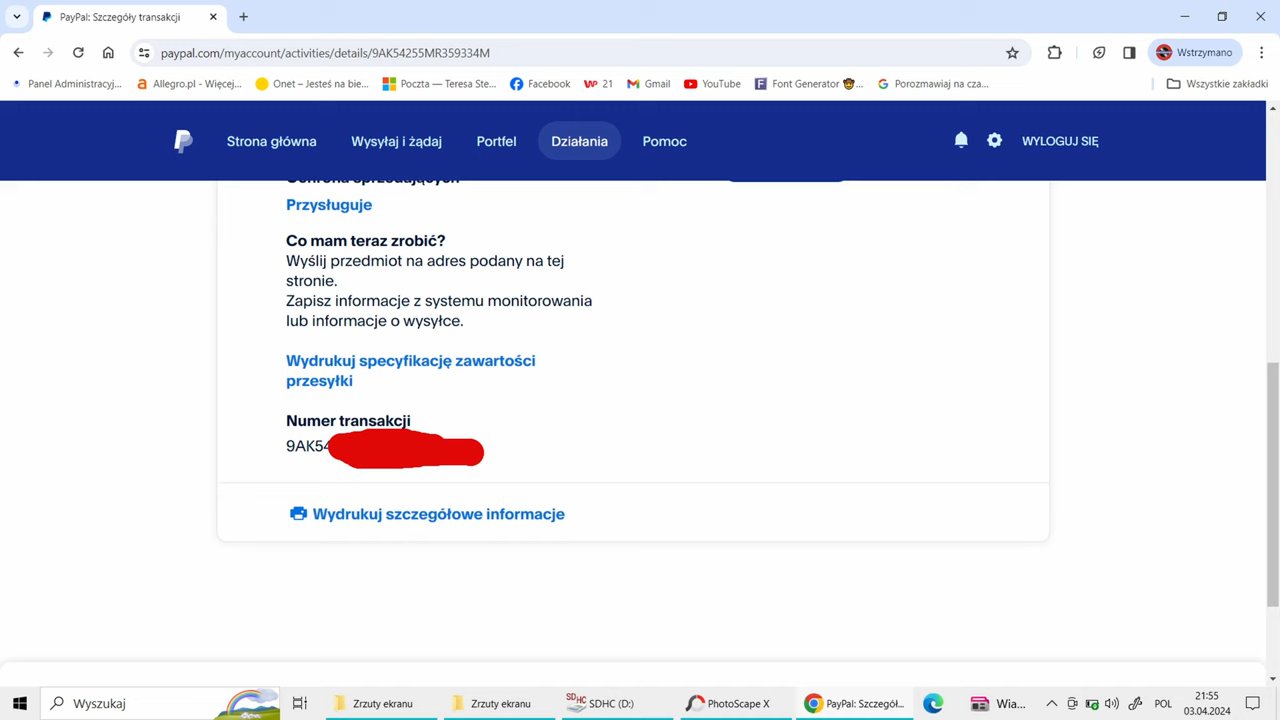 PayPal: Szczegóły transakcji
paypal.com/myaccount/activities/details/9AK54255MR359334M
Wstrzymano
Panel Administracyj... Allegro.pl - Więcej... Onet – Jesteś na bie... Poczta — Teresa Ste... Facebook 21 Gmail YouTube Font Generator Porozmawiaj na cza... Wszystkie zakładki
Strona główna Wysyłaj i żądaj Portfel Działania Pomoc WYLOGUJ SIĘ
Ochrona sprzedających
Przysługuje
Co mam teraz zrobić?
Wyślij przedmiot na adres podany na tej
stronie.
Zapisz informacje z systemu monitorowania
lub informacje o wysyłce.
Wydrukuj specyfikację zawartości
przesyłki
Numer transakcji
9AK54
Wydrukuj szczegółowe informacje
Wyszukaj Zrzuty ekranu Zrzuty ekranu SDHC (D:) PhotoScape X PayPal: Szczegół... Wia... POL 21:55
03.04.2024